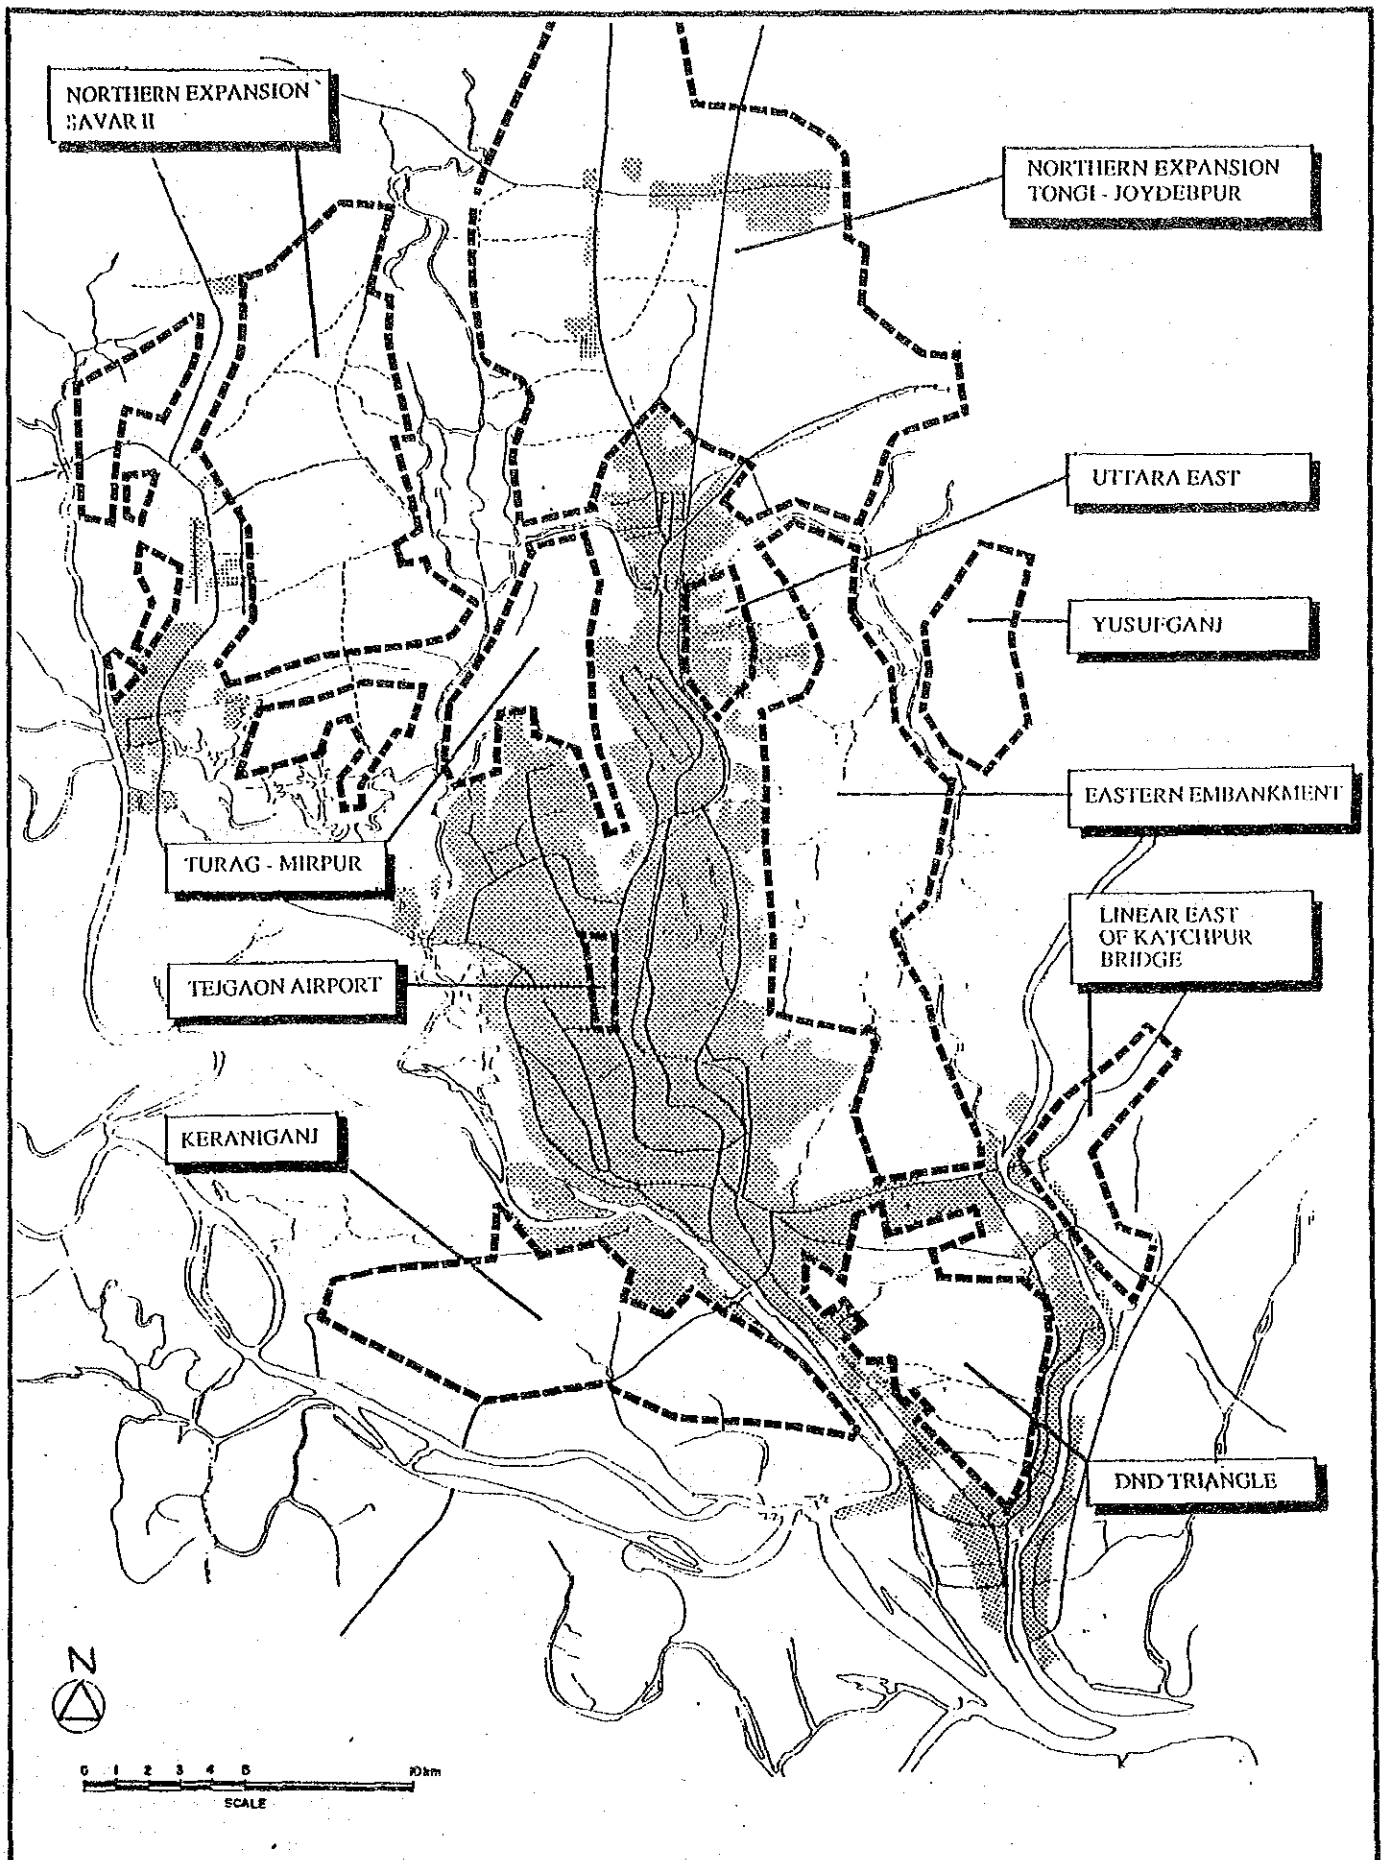 NORTHERN EXPANSION
SAVAR II
NORTHERN EXPANSION
TONGI - JOYDEBPUR
UTTARA EAST
YUSUFGANJ
EASTERN EMBANKMENT
TURAG - MIRPUR
LINEAR EAST
OF KATCHPUR
BRIDGE
TEJGAON AIRPORT
KERANIGANJ
DND TRIANGLE
N
0 1 2 3 4 5 10km
SCALE